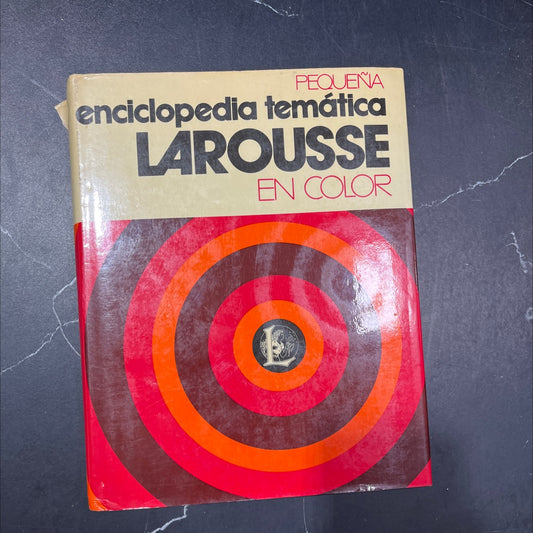 PEQUEÑA
enciclopedia temática
LAROUSSE
EN COLOR
L